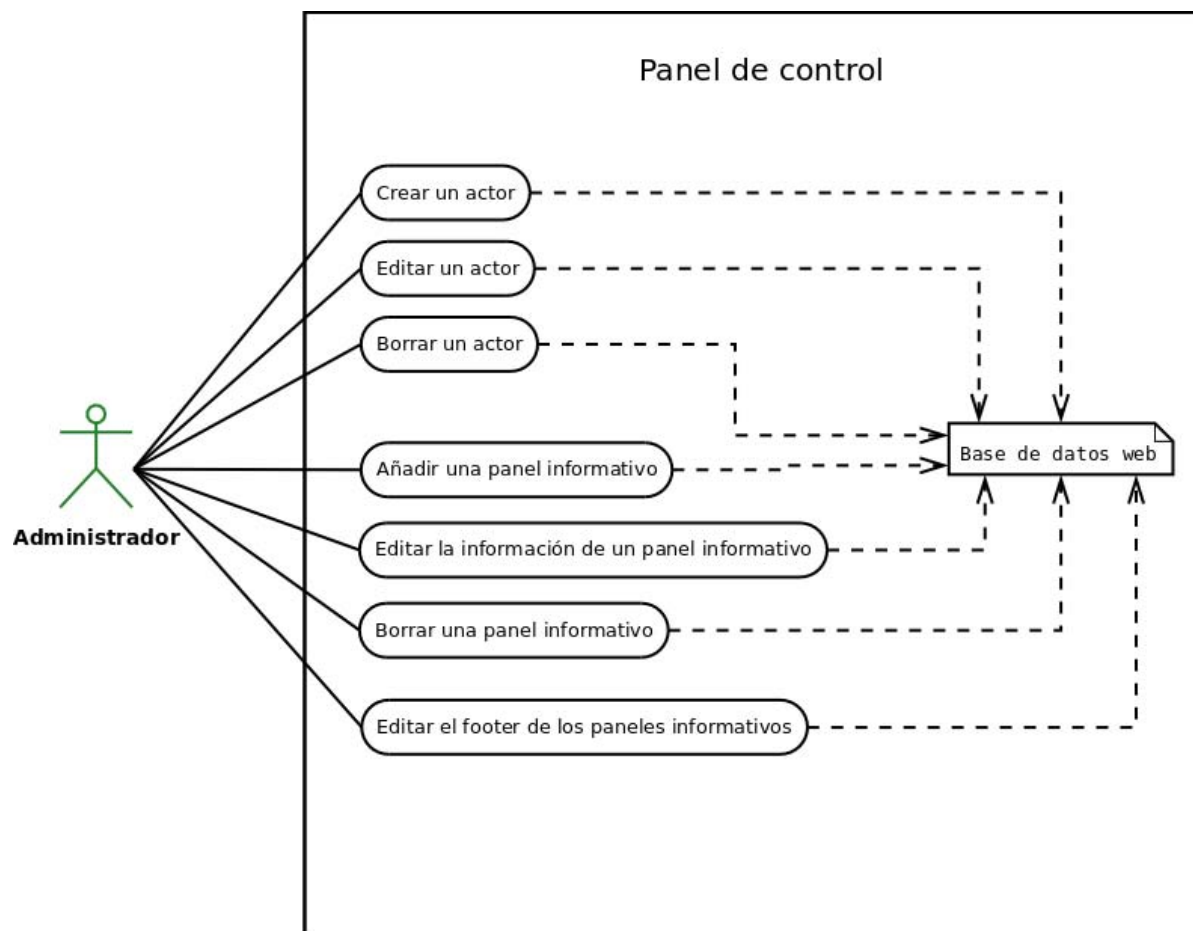 Panel de control
Crear un actor
Editar un actor
Borrar un actor
Añadir una panel informativo
Base de datos web
Editar la información de un panel informativo
Administrador
Borrar una panel informativo
Editar el footer de los paneles informativos